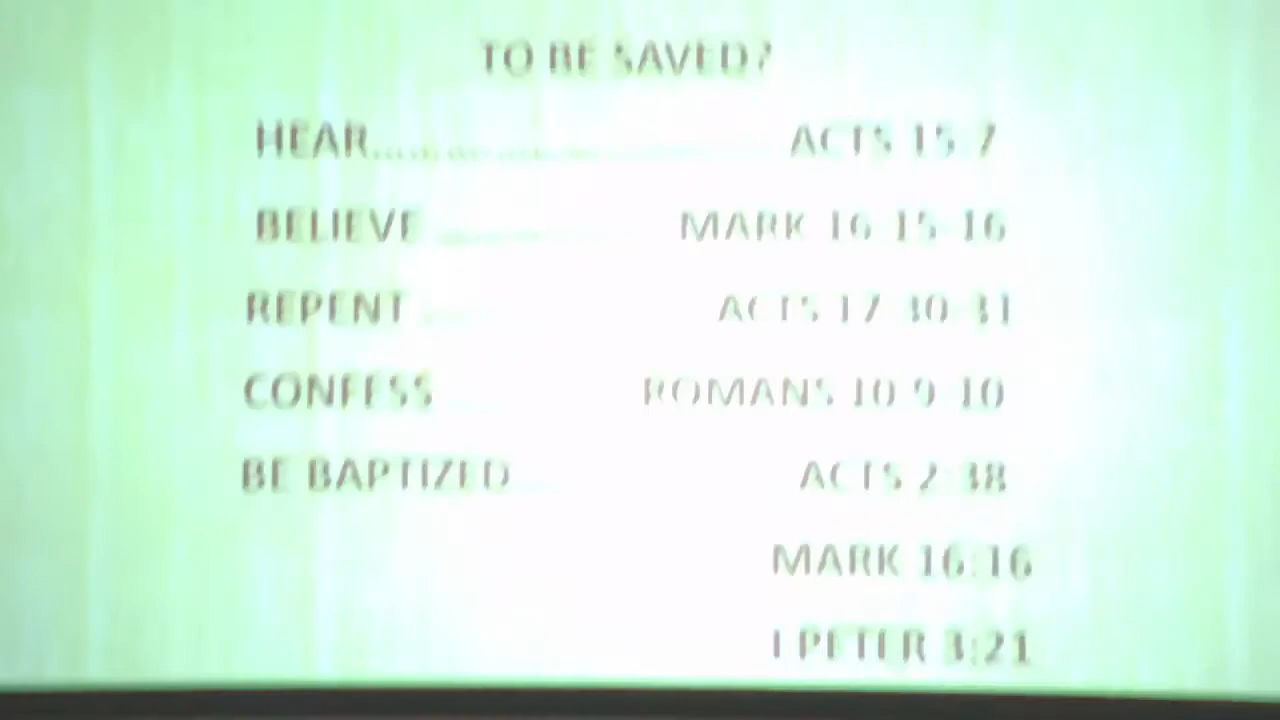 TO BE SAVED?
HEAR.................... ACTS 15:7
BELIEVE ............ MARK 16:15-16
REPENT .... ACTS 17:30-31
CONFESS ROMANS 10:9-10
BE BAPTIZED... ACTS 2:38
MARK 16:16
I PETER 3:21